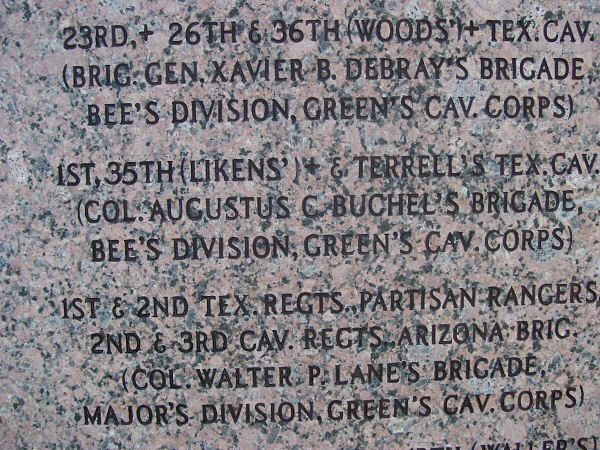 23RD,+ 26TH & 36TH (WOODS')+ TEX. CAV.
(BRIG. GEN. XAVIER B. DEBRAY'S BRIGADE,
BEE'S DIVISION, GREEN'S CAV. CORPS)
1ST, 35TH (LIKENS')+ & TERRELL'S TEX. CAV.
(COL. AUGUSTUS C. BUCHEL'S BRIGADE,
BEE'S DIVISION, GREEN'S CAV. CORPS)
1ST & 2ND TEX. REGTS., PARTISAN RANGERS,
2ND & 3RD CAV. REGTS., ARIZONA BRIG.
(COL. WALTER P. LANE'S BRIGADE,
MAJOR'S DIVISION, GREEN'S CAV. CORPS)
(WALLER'S)